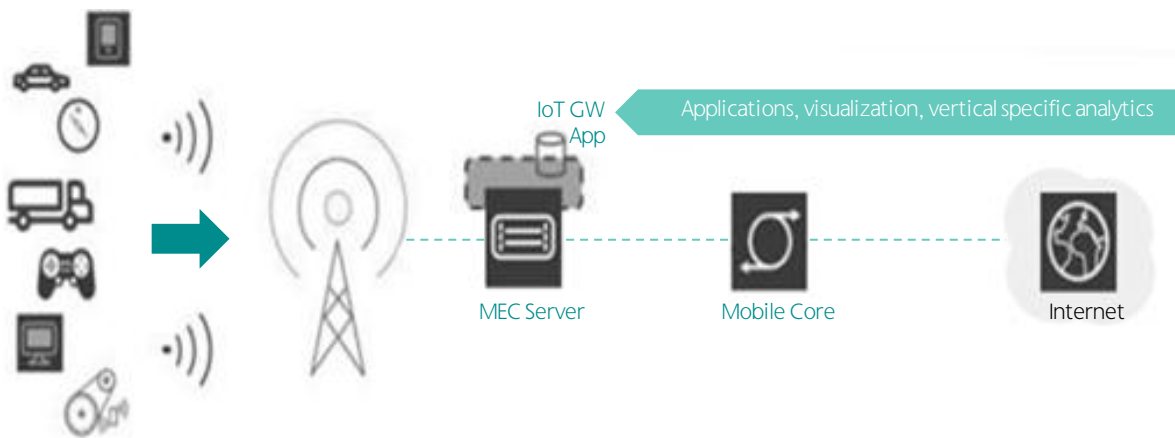 IoT GW
App
Applications, visualization, vertical specific analytics
MEC Server
Mobile Core
Internet